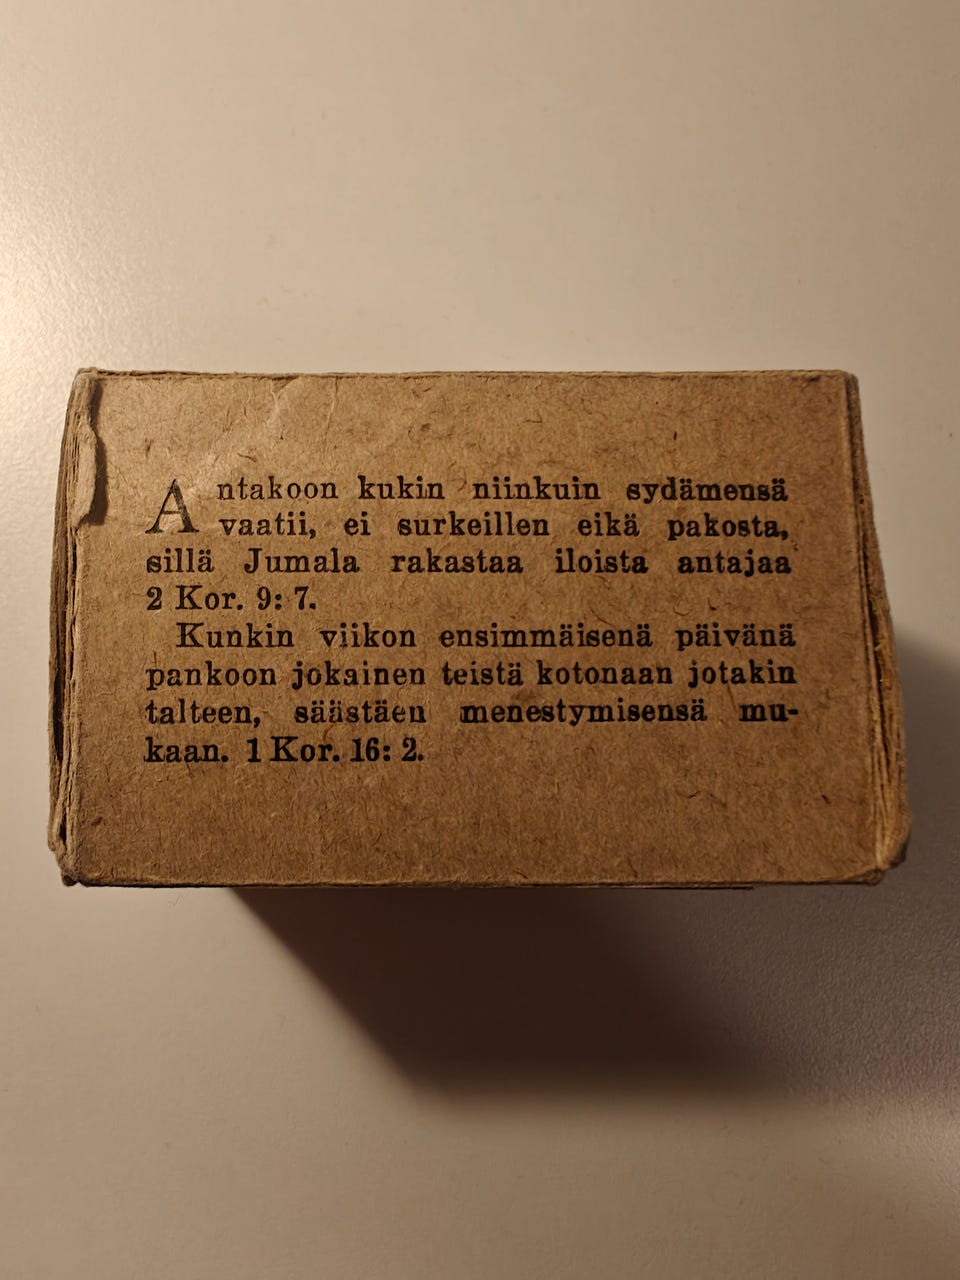 Antakoon kukin niinkuin sydämensä
vaatii, ei surkeillen eikä pakosta,
sillä Jumala rakastaa iloista antajaa
2 Kor. 9: 7.
Kunkin viikon ensimmäisenä päivänä
pankoon jokainen teistä kotonaan jotakin
talteen, säästäen menestymisensä mu-
kaan. 1 Kor. 16: 2.